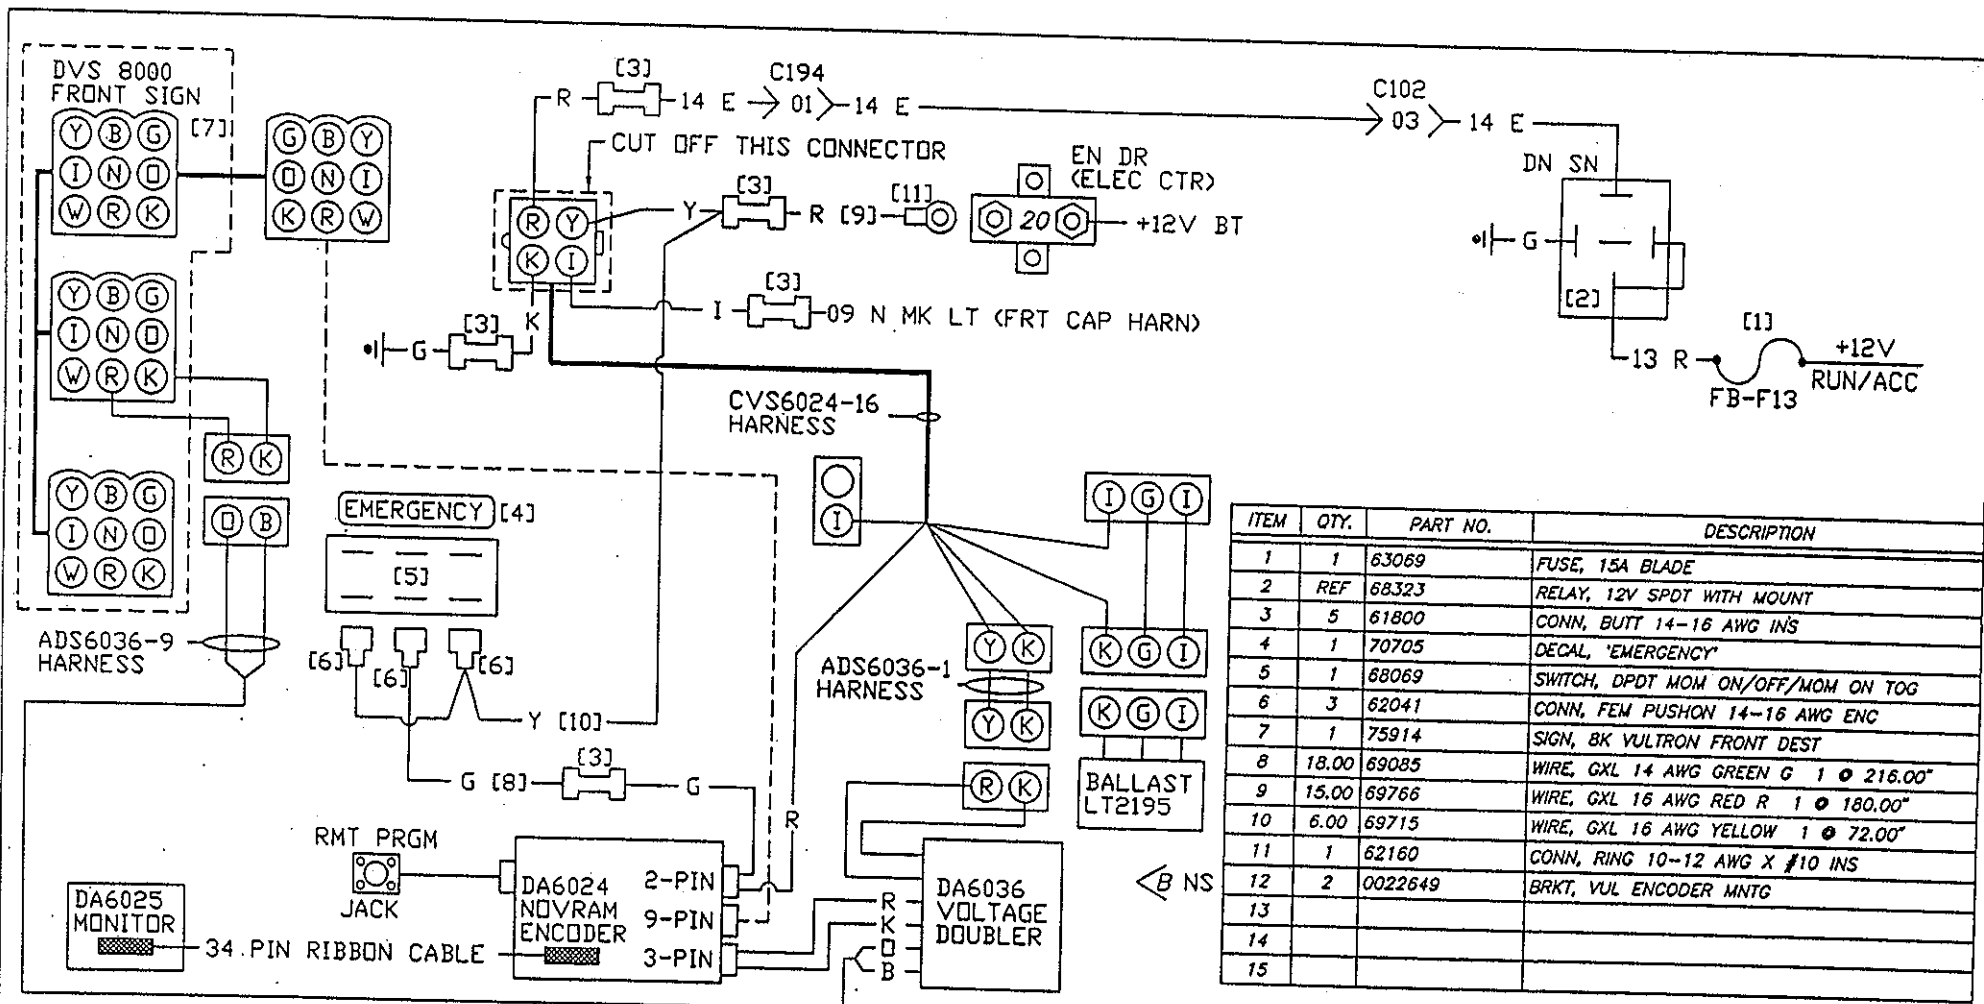 DVS 8000
FRONT SIGN
Y B G [7]
I N O
W R K
G B Y
O N I
K R W
Y B G
I N O
W R K
R K
Y B G
I N O
W R K
O B
ADS6036-9
HARNESS
R [3] 14 E C194 01 14 E
C102 03 14 E
CUT OFF THIS CONNECTOR
R Y
K I
Y [3] R [9] [11]
EN DR
(ELEC CTR)
20 +12V BT
I [3] 09 N MK LT (FRT CAP HARN)
G [3] K
DN SN
G
[2]
13 R
[1]
FB-F13
+12V
RUN/ACC
CVS6024-16
HARNESS
EMERGENCY [4]
[5]
[6] [6] [6]
Y [10]
G [8] [3] G
R
I
I G I
Y K
K G I
ADS6036-1
HARNESS
Y K
K G I
R K
BALLAST
LT2195
RMT PRGM
JACK
DA6025
MONITOR
34 PIN RIBBON CABLE
DA6024
NOVRAM
ENCODER
2-PIN
9-PIN
3-PIN
R
K
O
B
DA6036
VOLTAGE
DOUBLER
B NS
ITEM QTY. PART NO. DESCRIPTION
1 1 63069 FUSE, 15A BLADE
2 REF 68323 RELAY, 12V SPDT WITH MOUNT
3 5 61800 CONN, BUTT 14-16 AWG INS
4 1 70705 DECAL, 'EMERGENCY'
5 1 68069 SWITCH, DPDT MOM ON/OFF/MOM ON TOG
6 3 62041 CONN, FEM PUSHON 14-16 AWG ENC
7 1 75914 SIGN, 8K VULTRON FRONT DEST
8 18.00 69085 WIRE, GXL 14 AWG GREEN G 1 @ 216.00"
9 15.00 69766 WIRE, GXL 16 AWG RED R 1 @ 180.00"
10 6.00 69715 WIRE, GXL 16 AWG YELLOW 1 @ 72.00"
11 1 62160 CONN, RING 10-12 AWG X #10 INS
12 2 0022649 BRKT, VUL ENCODER MNTG
13
14
15